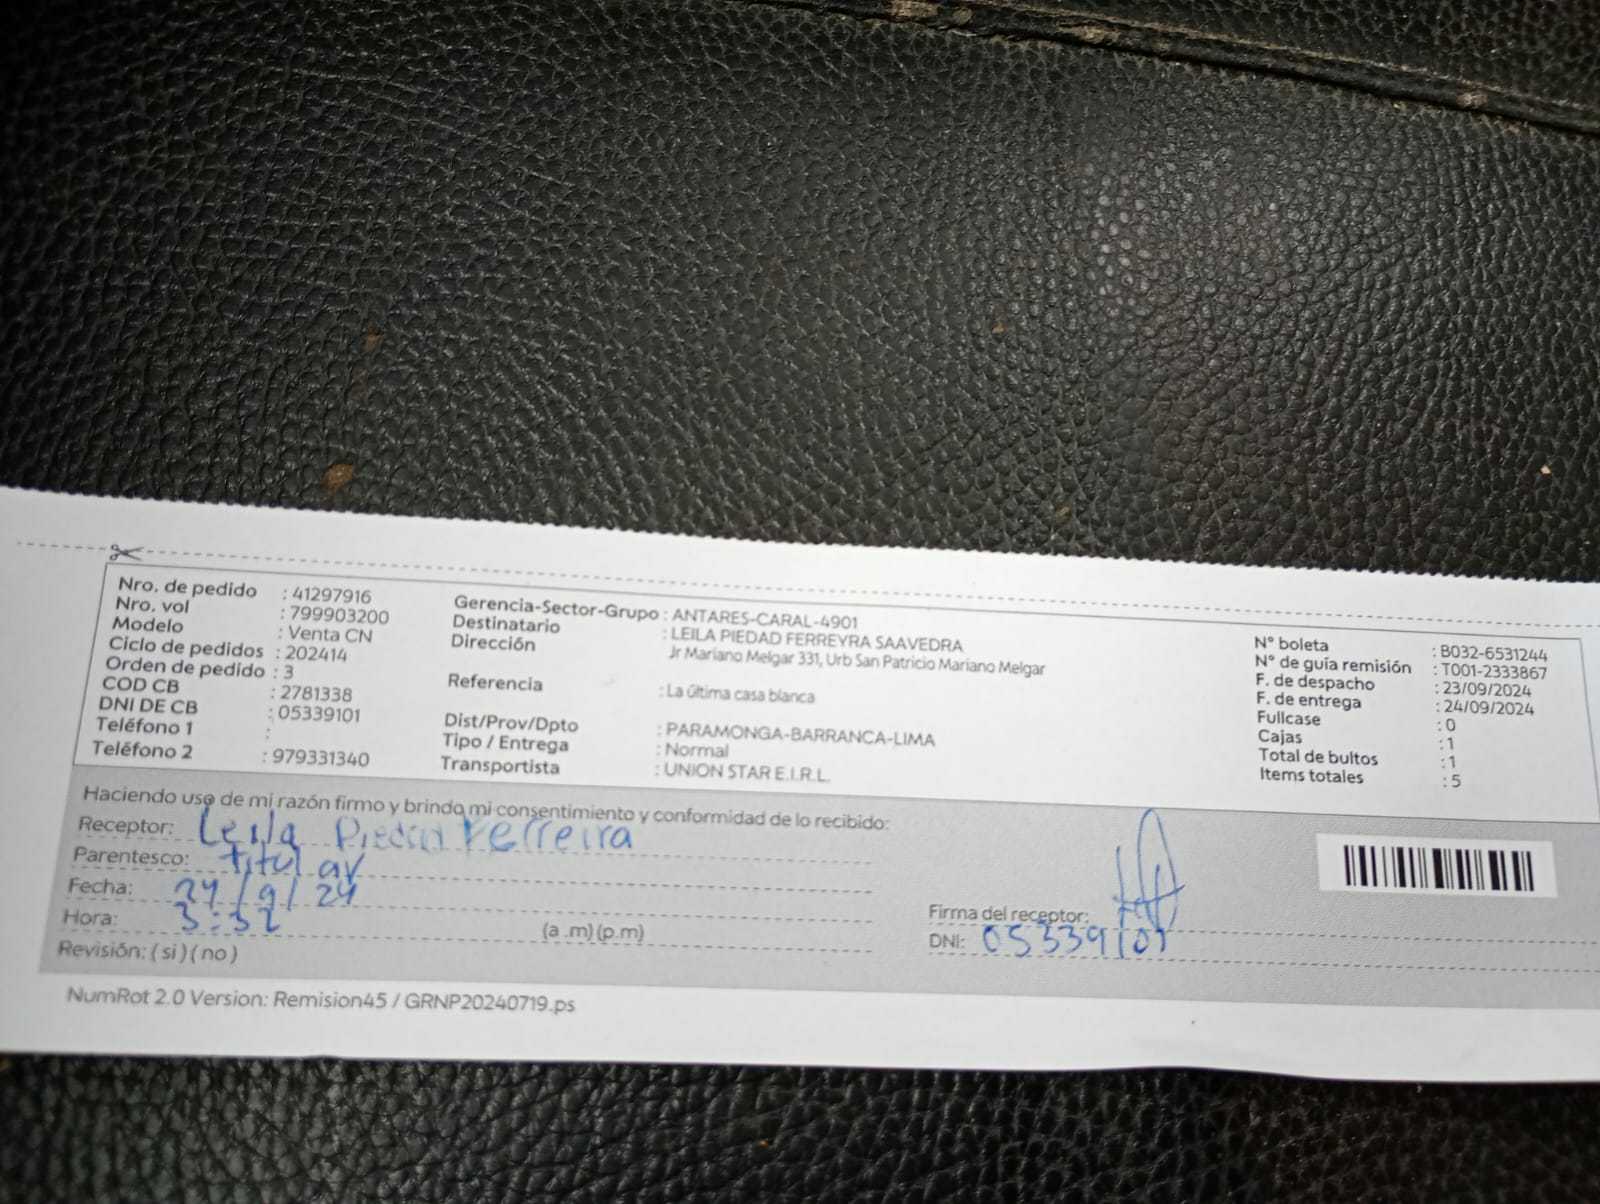 Nro. de pedido : 41297916
Nro. vol : 799903200
Modelo : Venta CN
Ciclo de pedidos : 202414
Orden de pedido : 3
COD CB : 2781338
DNI DE CB : 05339101
Teléfono 1 :
Teléfono 2 : 979331340
Gerencia-Sector-Grupo : ANTARES-CARAL-4901
Destinatario : LEILA PIEDAD FERREYRA SAAVEDRA
Dirección Jr Mariano Melgar 331, Urb San Patricio Mariano Melgar
Referencia : La última casa blanca
Dist/Prov/Dpto : PARAMONGA-BARRANCA-LIMA
Tipo / Entrega : Normal
Transportista : UNION STAR E.I.R.L.
N° boleta : B032-6531244
N° de guía remisión : T001-2333867
F. de despacho : 23/09/2024
F. de entrega : 24/09/2024
Fullcase : 0
Cajas : 1
Total de bultos : 1
Items totales : 5
Haciendo uso de mi razón firmo y brindo mi consentimiento y conformidad de lo recibido:
Receptor: Leila Piedad Ferreira
Parentesco: titular
Fecha: 24/9/24
Hora: 3:32 (a .m) (p.m)
Revisión: ( si ) ( no )
Firma del receptor:
DNI: 05339101
NumRot 2.0 Version: Remision45 / GRNP20240719.ps